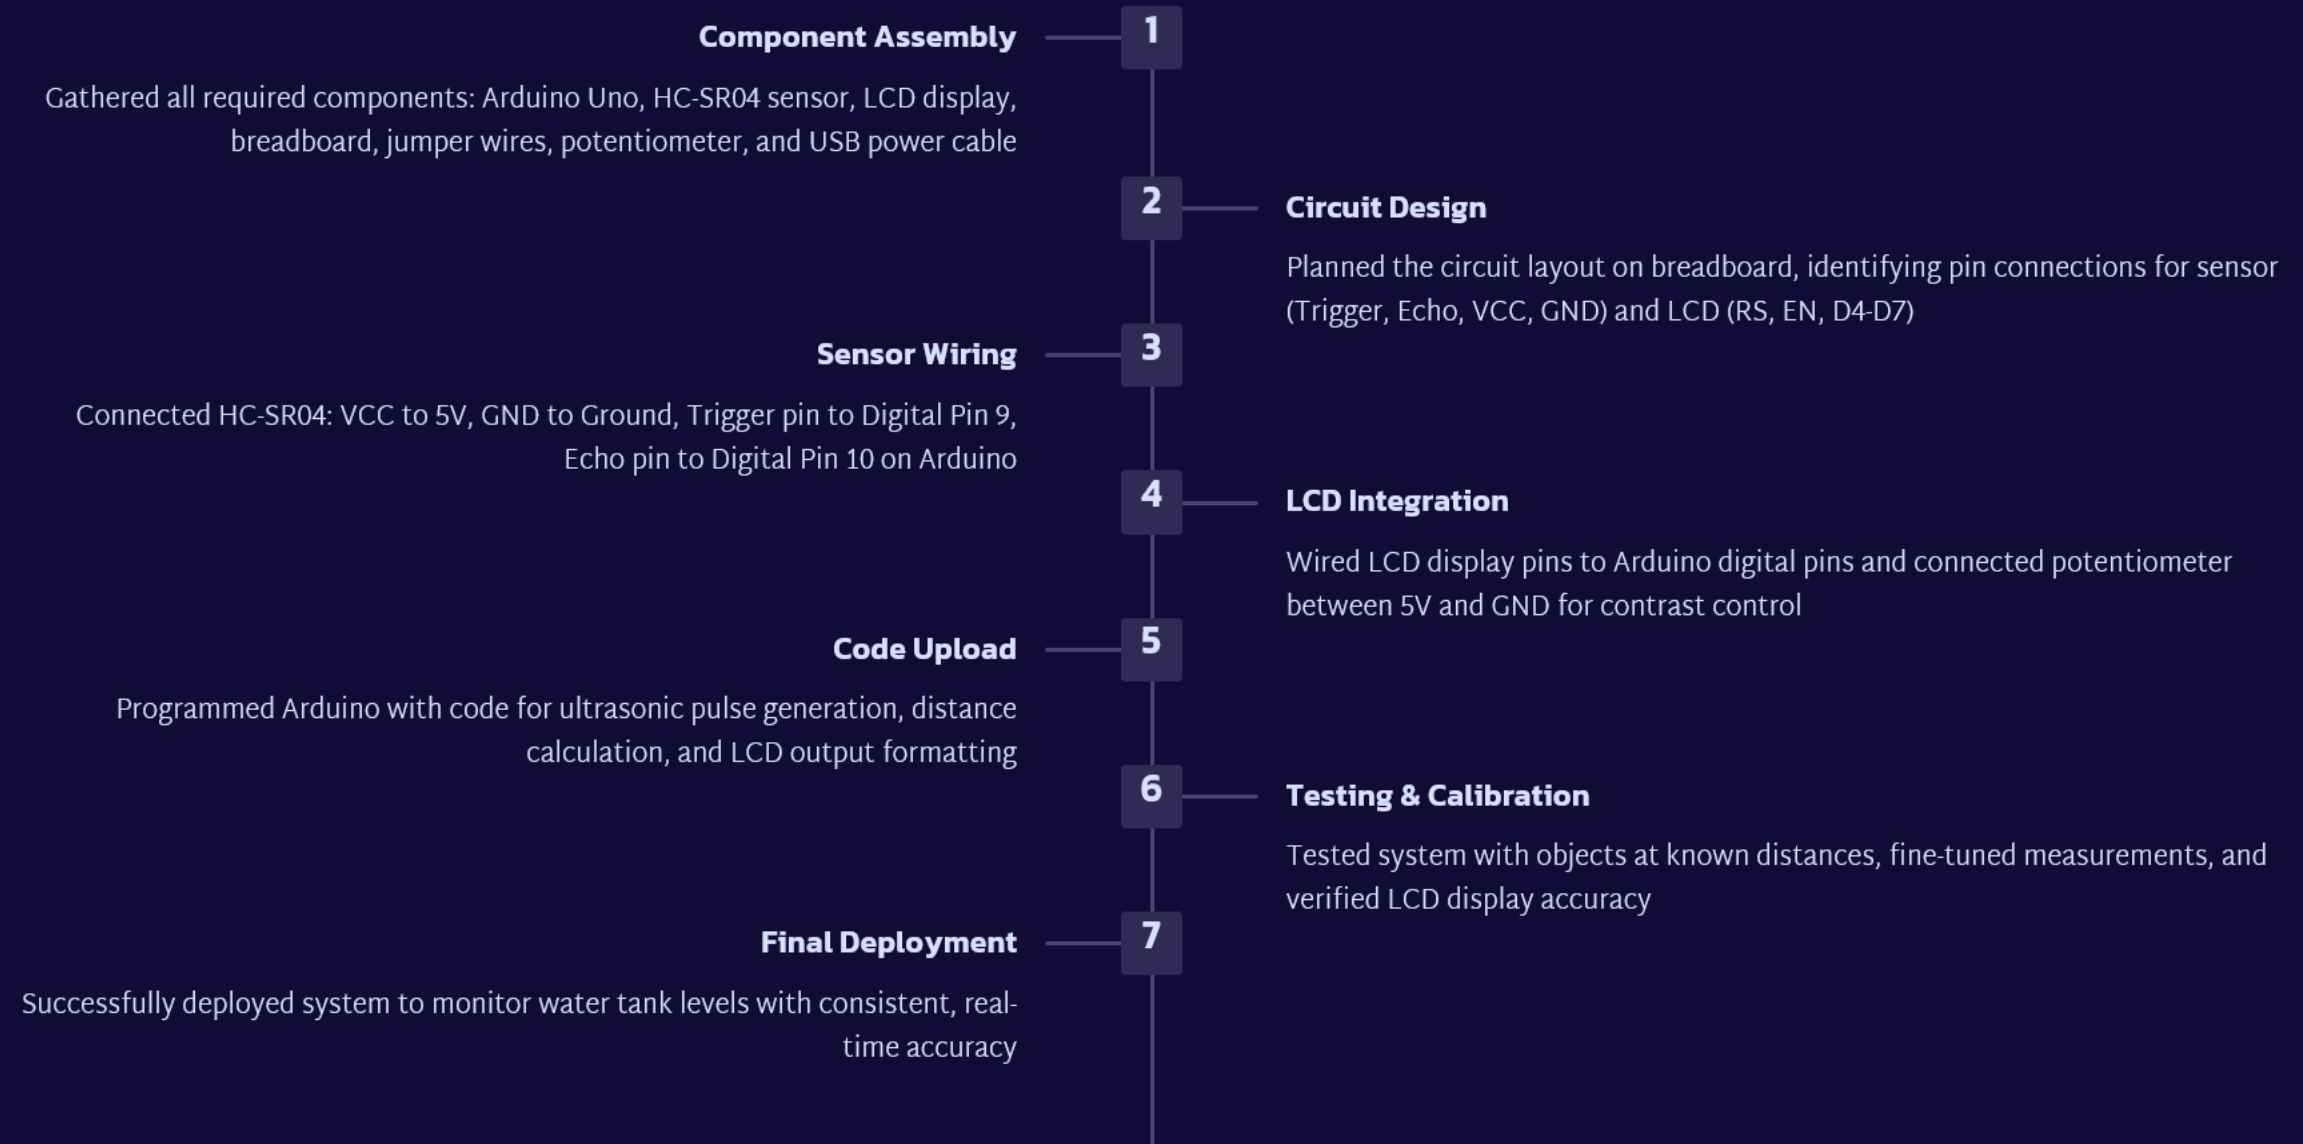 1
Component Assembly
Gathered all required components: Arduino Uno, HC-SR04 sensor, LCD display,
breadboard, jumper wires, potentiometer, and USB power cable
2
Circuit Design
Planned the circuit layout on breadboard, identifying pin connections for sensor
(Trigger, Echo, VCC, GND) and LCD (RS, EN, D4-D7)
3
Sensor Wiring
Connected HC-SR04: VCC to 5V, GND to Ground, Trigger pin to Digital Pin 9,
Echo pin to Digital Pin 10 on Arduino
4
LCD Integration
Wired LCD display pins to Arduino digital pins and connected potentiometer
between 5V and GND for contrast control
5
Code Upload
Programmed Arduino with code for ultrasonic pulse generation, distance
calculation, and LCD output formatting
6
Testing & Calibration
Tested system with objects at known distances, fine-tuned measurements, and
verified LCD display accuracy
7
Final Deployment
Successfully deployed system to monitor water tank levels with consistent, real-
time accuracy